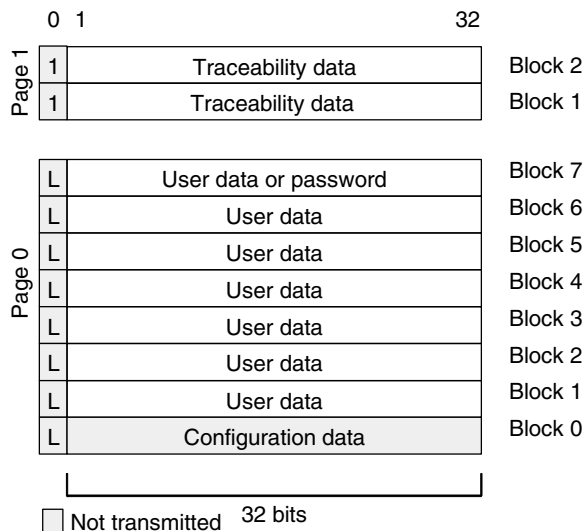 0 1 32
Page 1
1 Traceability data Block 2
1 Traceability data Block 1
Page 0
L User data or password Block 7
L User data Block 6
L User data Block 5
L User data Block 4
L User data Block 3
L User data Block 2
L User data Block 1
L Configuration data Block 0
32 bits
Not transmitted